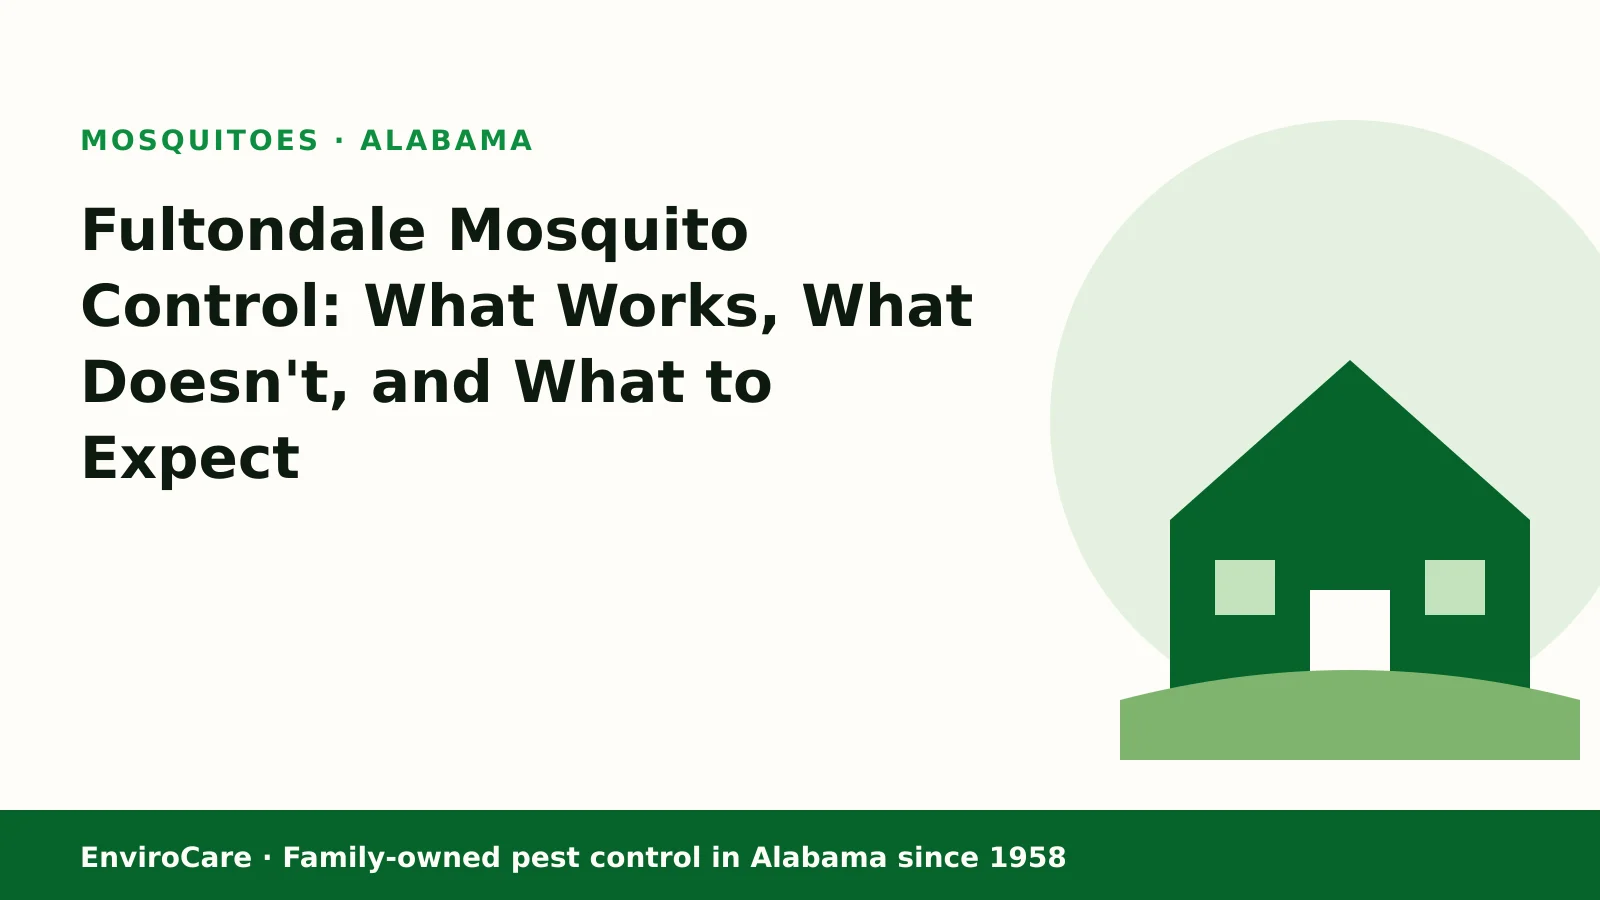 MOSQUITOES · ALABAMA
Fultondale Mosquito
Control: What Works, What
Doesn't, and What to
Expect
EnviroCare · Family-owned pest control in Alabama since 1958